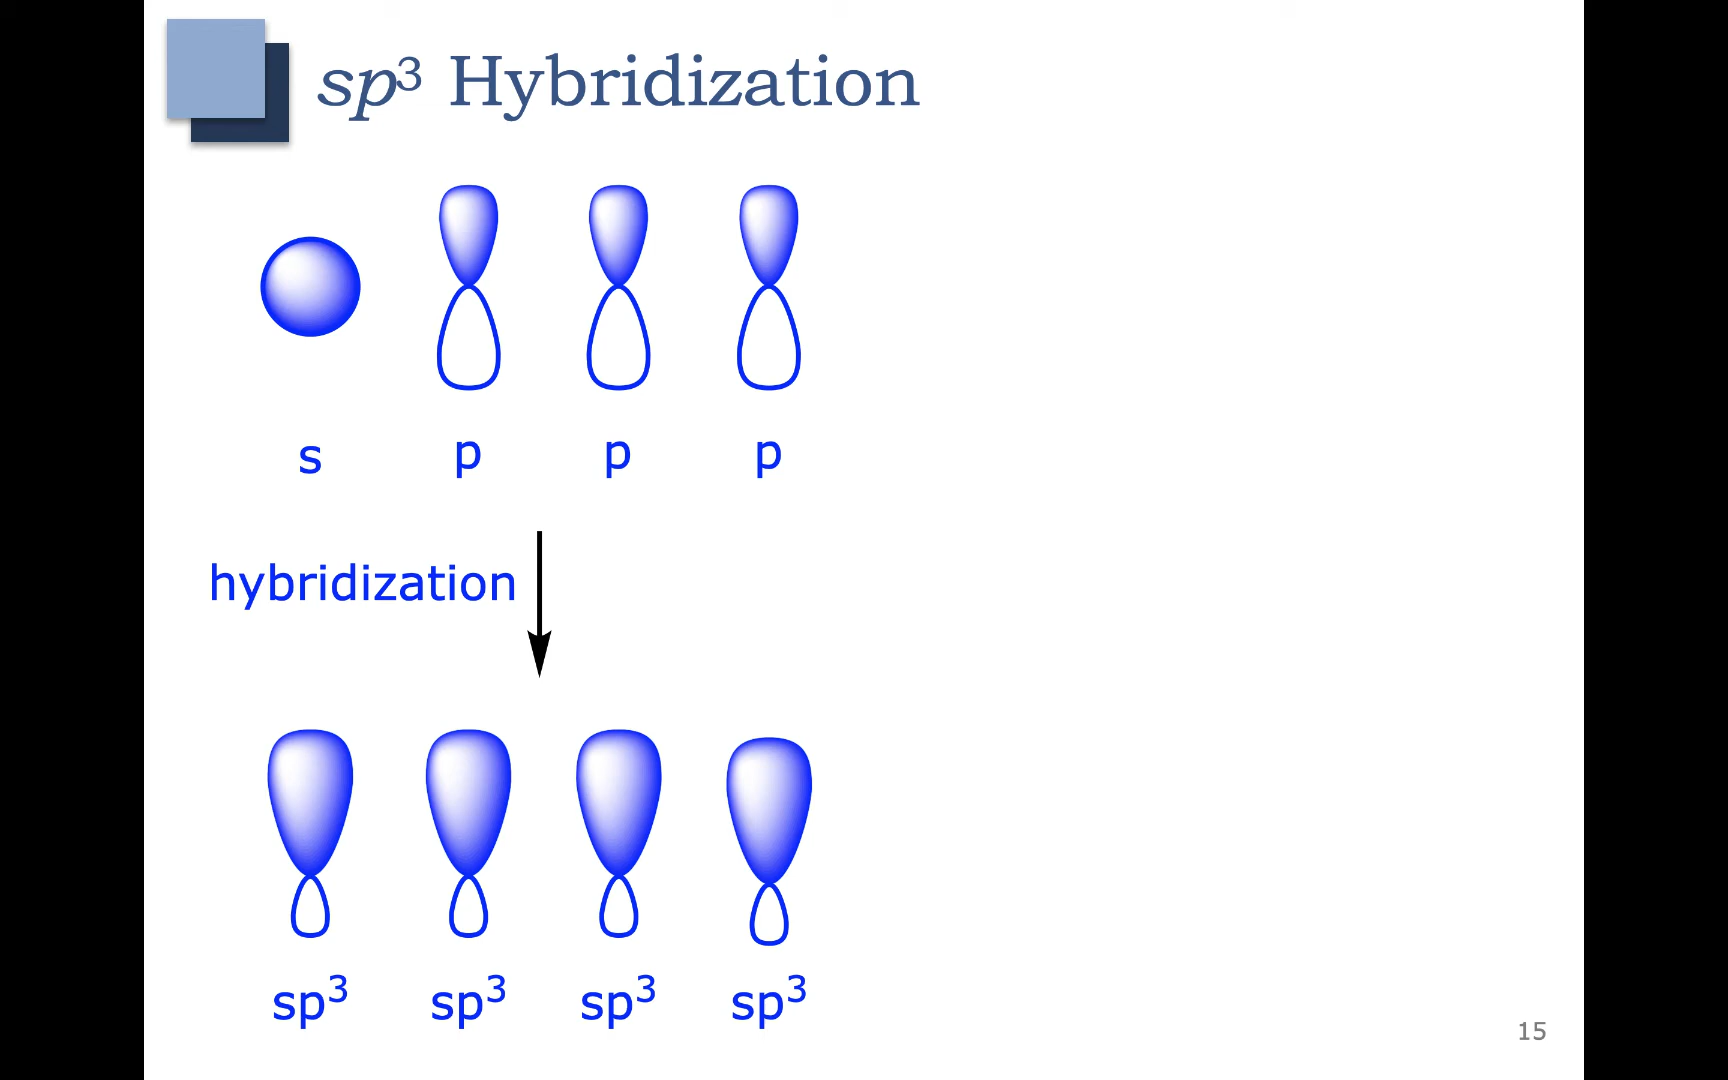 sp³ Hybridization
s p p p
hybridization
sp³ sp³ sp³ sp³
15